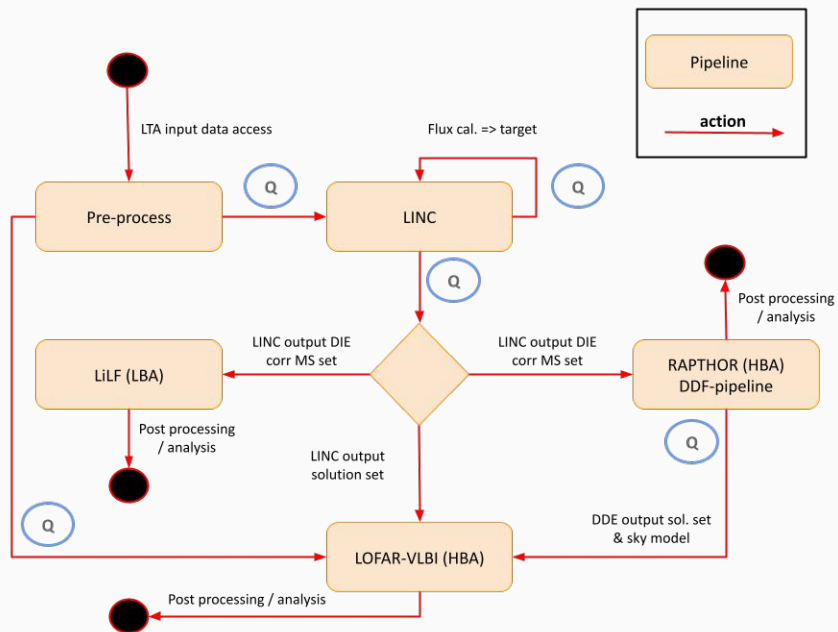 Pipeline
action
LTA input data access
Flux cal. => target
Q
Q
Pre-process
LINC
Q
Post processing
/ analysis
LINC output DIE
corr MS set
LINC output DIE
corr MS set
LiLF (LBA)
RAPTHOR (HBA)
DDF-pipeline
Post processing
/ analysis
Q
LINC output
solution set
Q
DDE output sol. set
& sky model
LOFAR-VLBI (HBA)
Post processing / analysis